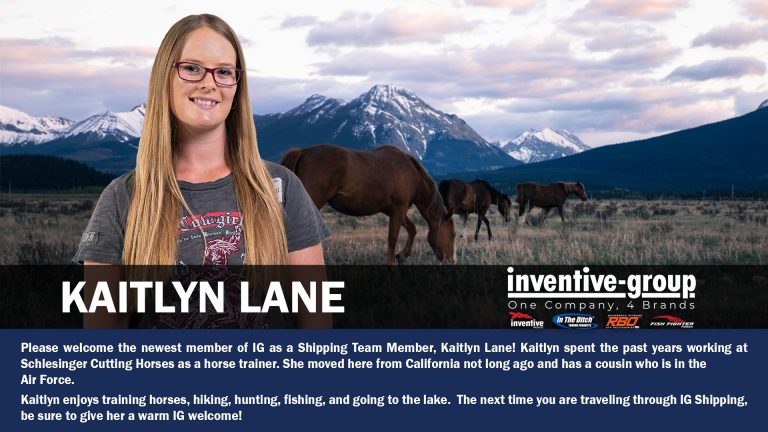 Cowgirl
KAITLYN LANE
inventive-group
One Company, 4 Brands
inventive
In The Ditch
TOWING PRODUCTS
RBO
FISH FIGHTER
Please welcome the newest member of IG as a Shipping Team Member, Kaitlyn Lane! Kaitlyn spent the past years working at
Schlesinger Cutting Horses as a horse trainer. She moved here from California not long ago and has a cousin who is in the
Air Force.
Kaitlyn enjoys training horses, hiking, hunting, fishing, and going to the lake. The next time you are traveling through IG Shipping,
be sure to give her a warm IG welcome!